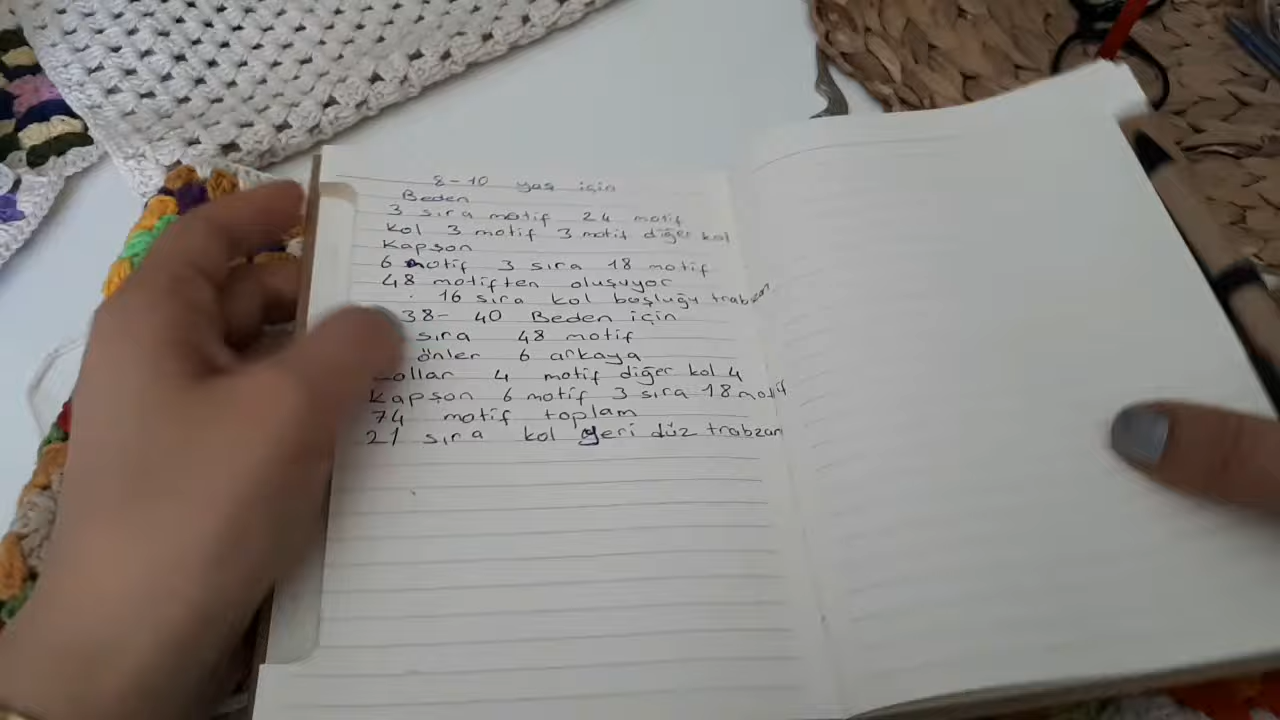 8-10 yaş için
Beden
3 sıra motif 24 motif
kol 3 motif 3 motif diğer kol
Kapşon
6 motif 3 sıra 18 motif
48 motiften oluşuyor
16 sıra kol boşluğu trabzan
38- 40 Beden için
sıra 48 motif
önler 6 arkaya
kollar 4 motif diğer kol 4
Kapşon 6 motif 3 sıra 18 motif
74 motif toplam
21 sıra kol yeri düz trabzan